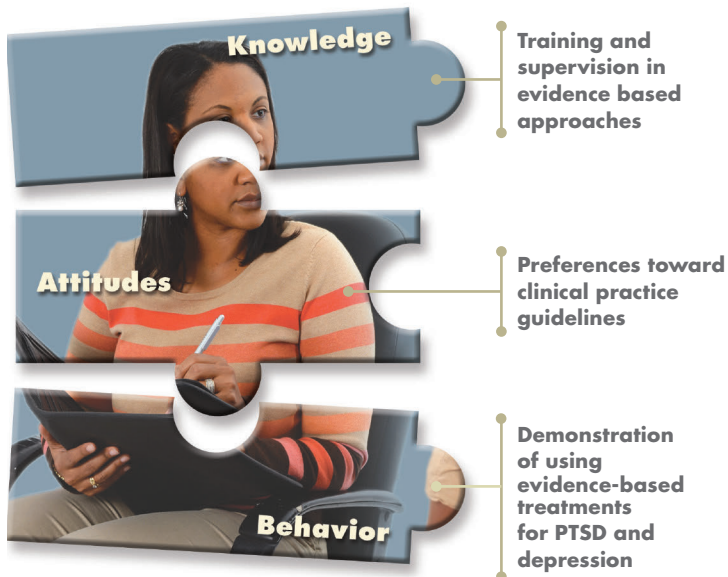 Knowledge
Training and
supervision in
evidence based
approaches
Attitudes
Preferences toward
clinical practice
guidelines
Behavior
Demonstration
of using
evidence-based
treatments
for PTSD and
depression